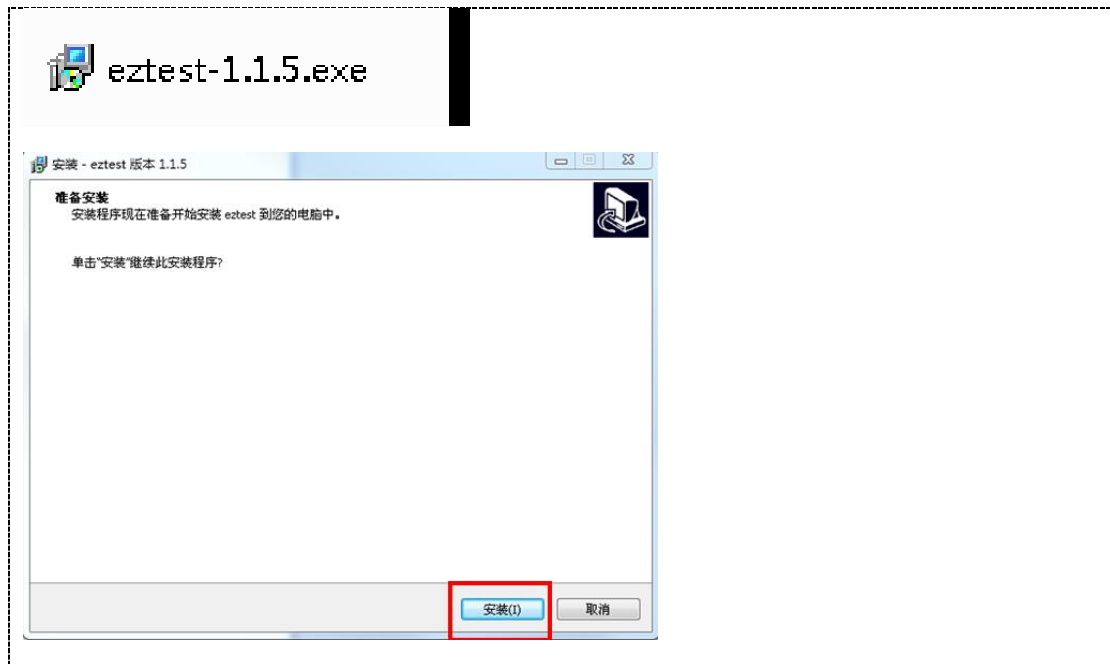 eztest-1.1.5.exe
安装 - eztest 版本 1.1.5
准备安装
安装程序现在准备开始安装 eztest 到您的电脑中。
单击“安装”继续此安装程序?
安装(I) 取消